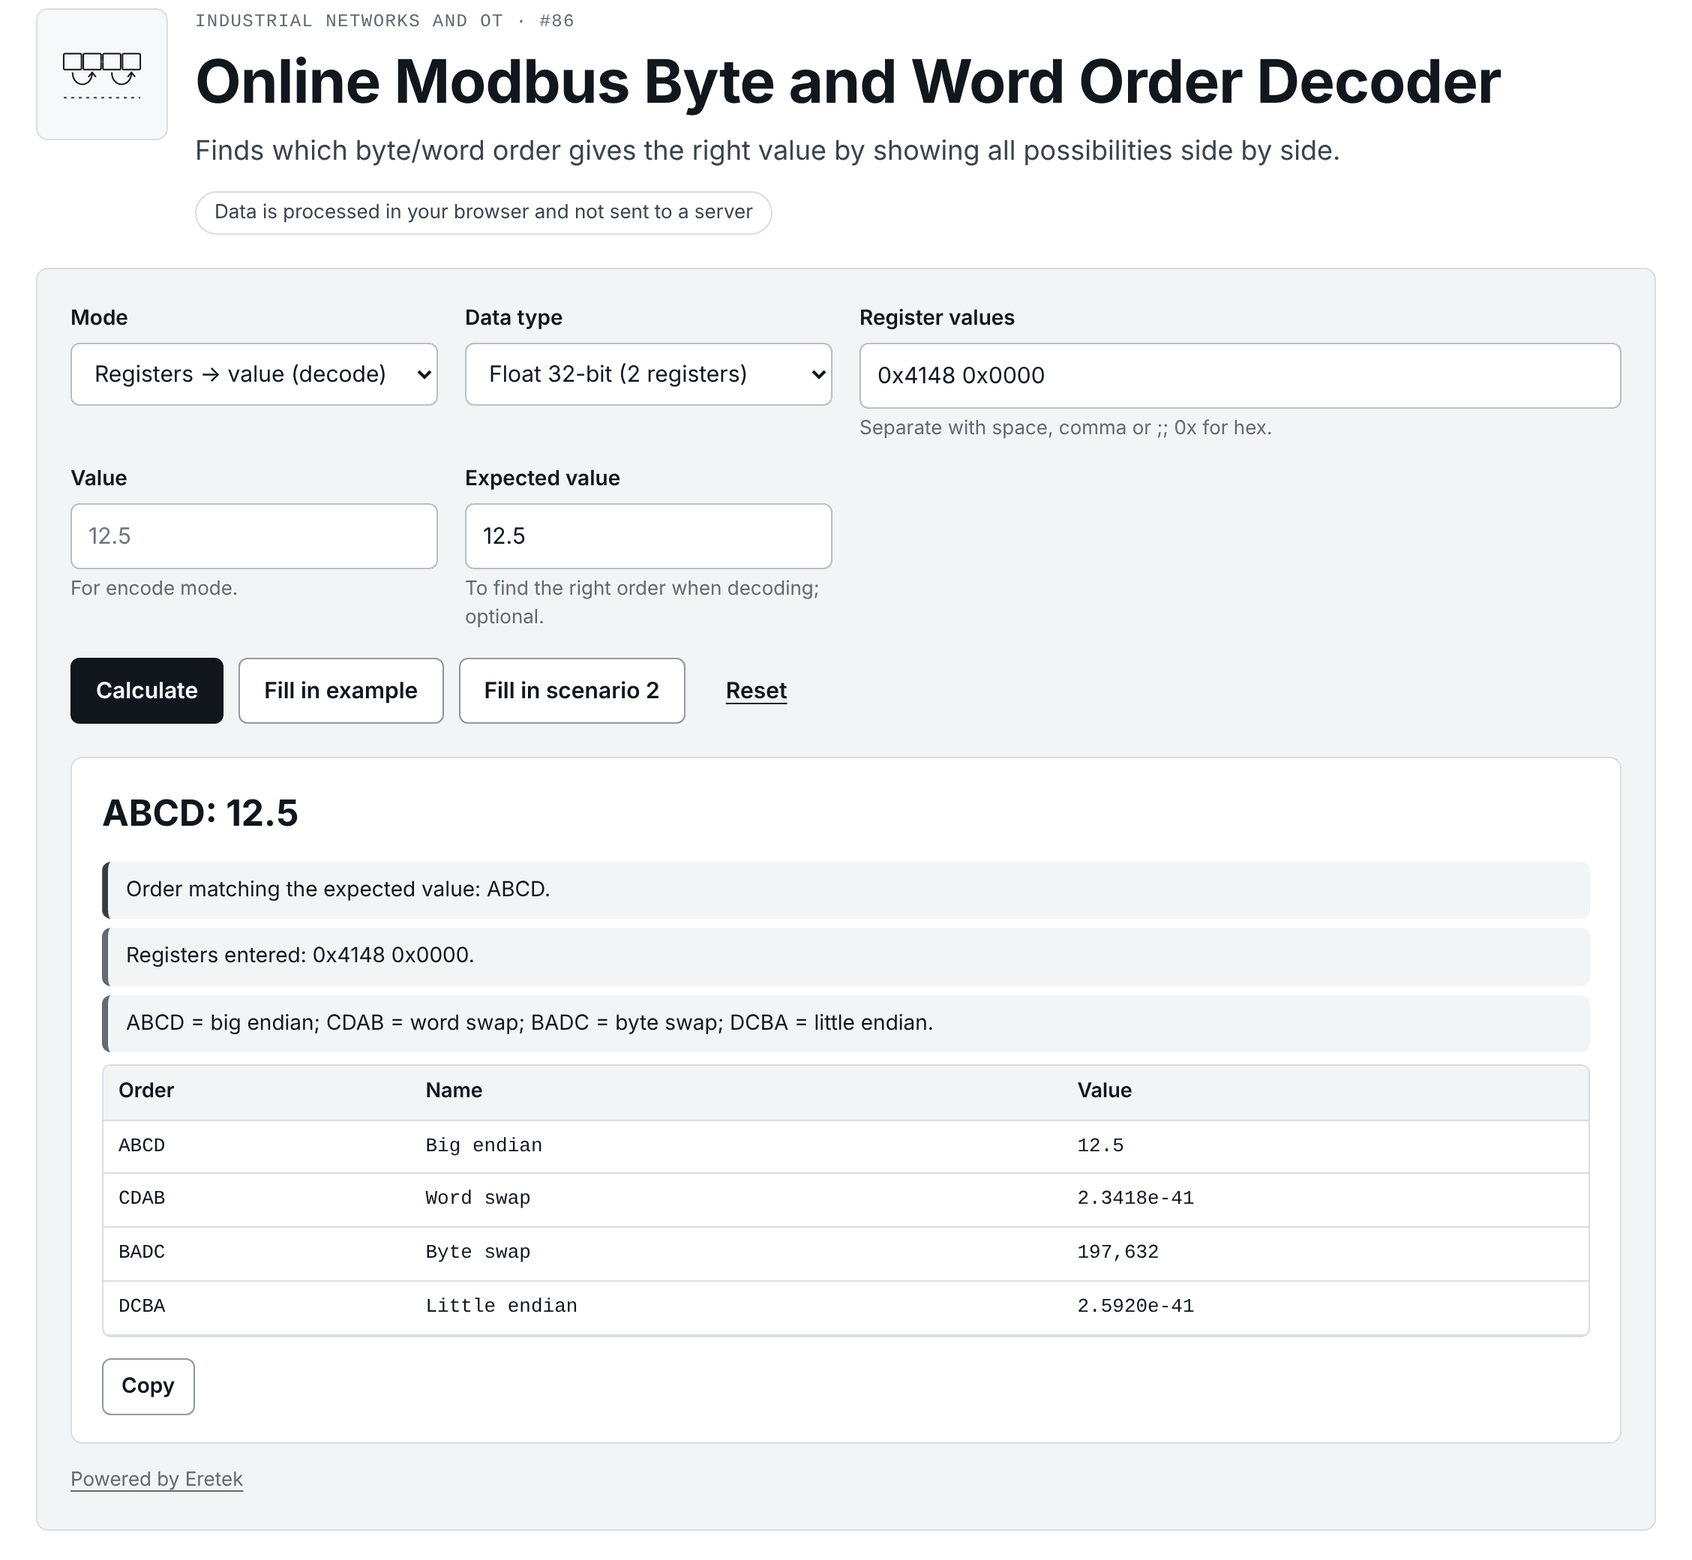 INDUSTRIAL NETWORKS AND OT · #86
Online Modbus Byte and Word Order Decoder
Finds which byte/word order gives the right value by showing all possibilities side by side.
Data is processed in your browser and not sent to a server
Mode
Data type
Register values
Registers → value (decode)
Float 32-bit (2 registers)
0x4148 0x0000
Separate with space, comma or ;; 0x for hex.
Value
Expected value
12.5
12.5
For encode mode.
To find the right order when decoding;
optional.
Calculate
Fill in example
Fill in scenario 2
Reset
ABCD: 12.5
Order matching the expected value: ABCD.
Registers entered: 0x4148 0x0000.
ABCD = big endian; CDAB = word swap; BADC = byte swap; DCBA = little endian.
Order Name Value
ABCD Big endian 12.5
CDAB Word swap 2.3418e-41
BADC Byte swap 197,632
DCBA Little endian 2.5920e-41
Copy
Powered by Eretek